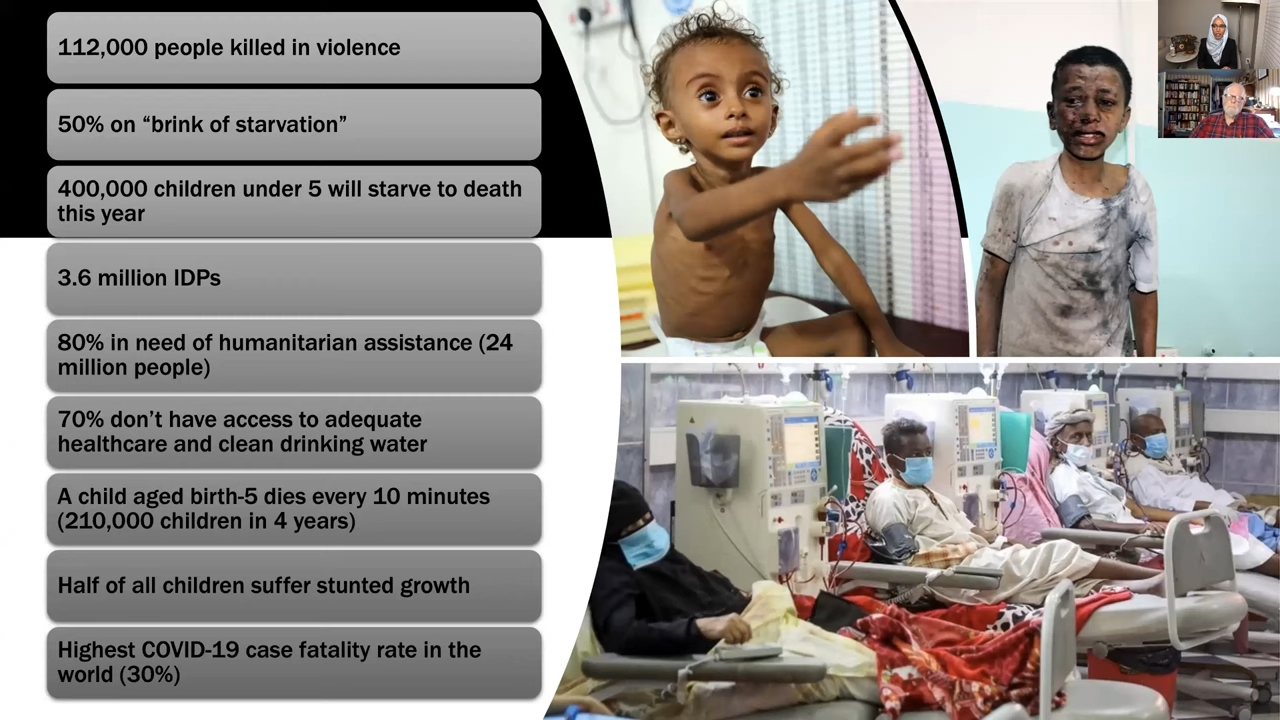 112,000 people killed in violence
50% on “brink of starvation”
400,000 children under 5 will starve to death
this year
3.6 million IDPs
80% in need of humanitarian assistance (24
million people)
70% don’t have access to adequate
healthcare and clean drinking water
A child aged birth-5 dies every 10 minutes
(210,000 children in 4 years)
Half of all children suffer stunted growth
Highest COVID-19 case fatality rate in the
world (30%)